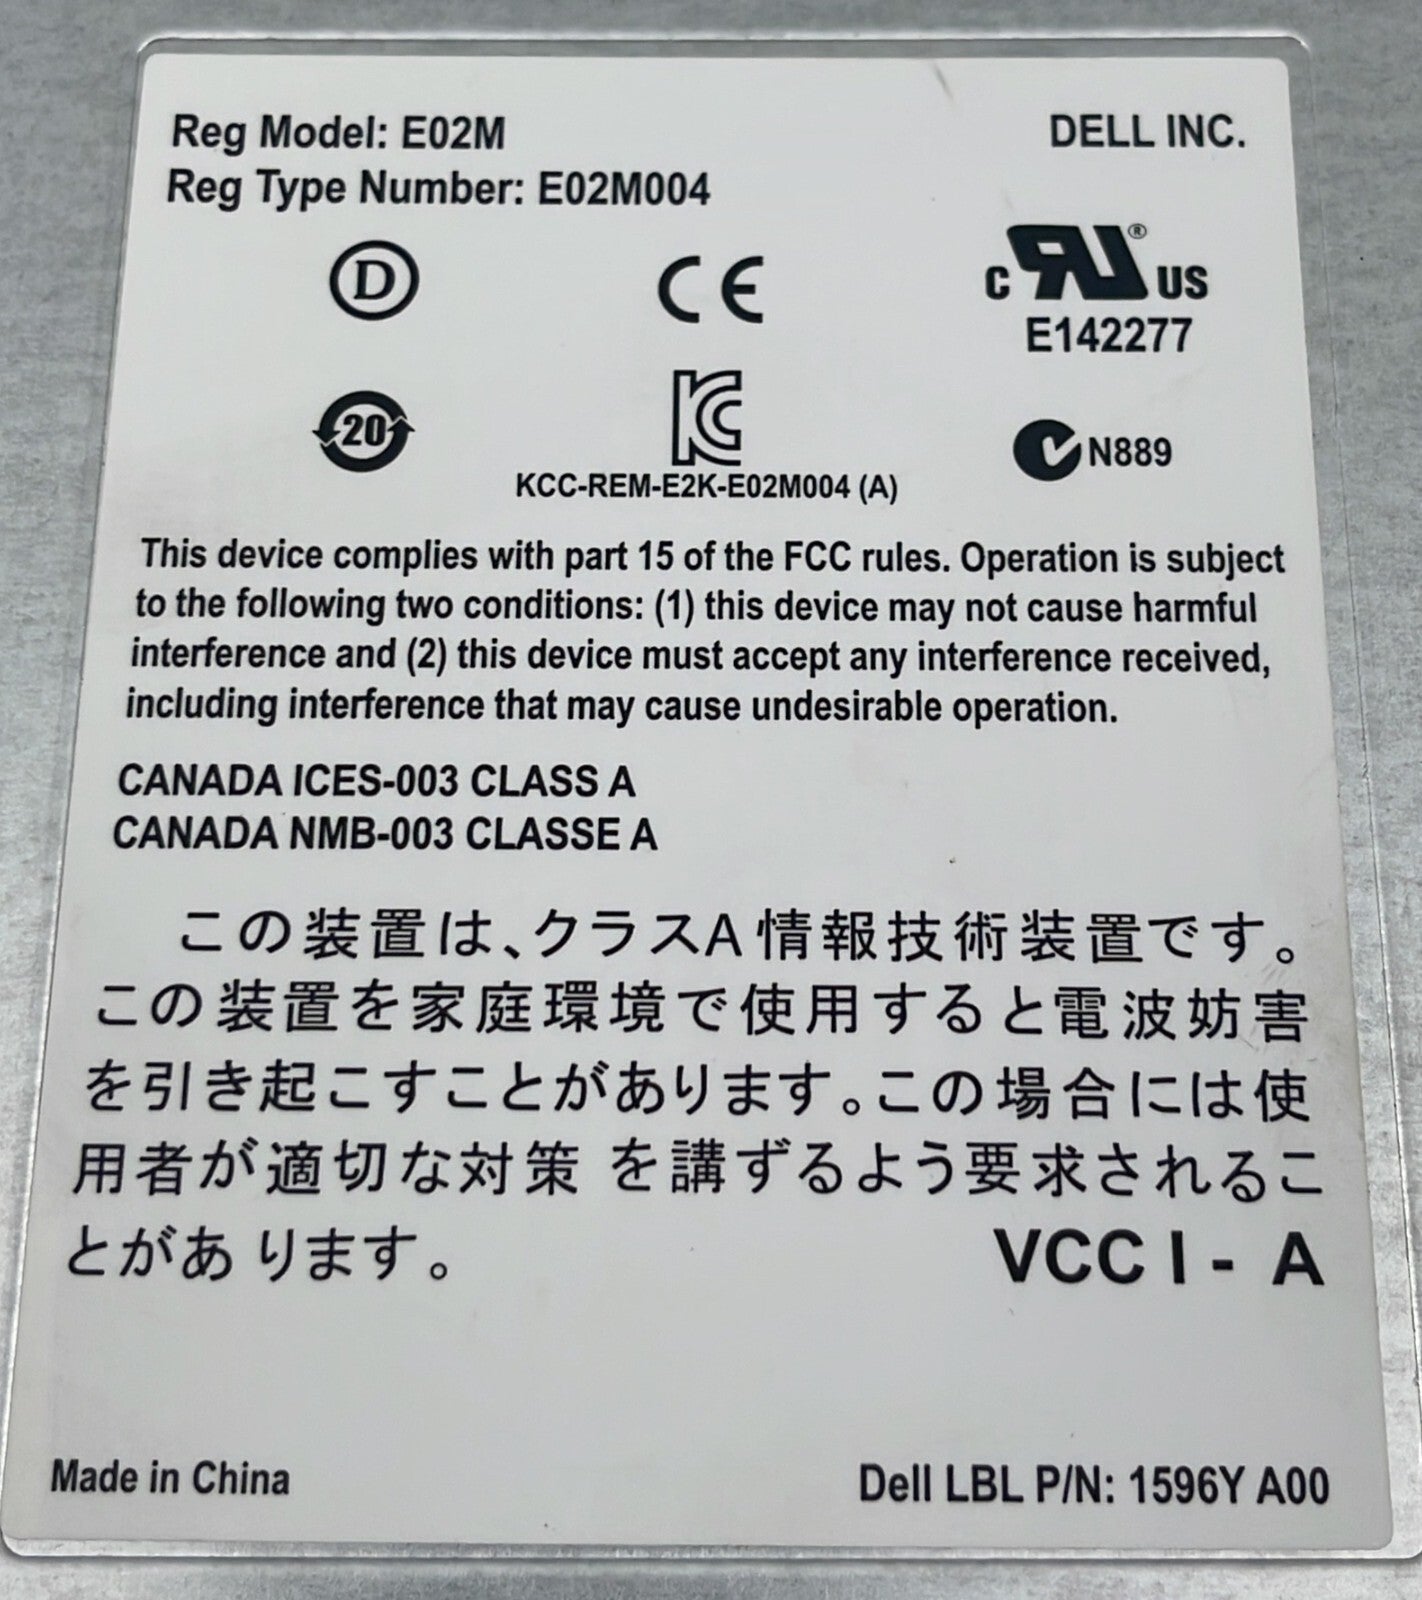 Reg Model: E02M
DELL INC.
Reg Type Number: E02M004
D
CE
c RU® US
E142277
20
KC
N889
KCC-REM-E2K-E02M004 (A)
This device complies with part 15 of the FCC rules. Operation is subject
to the following two conditions: (1) this device may not cause harmful
interference and (2) this device must accept any interference received,
including interference that may cause undesirable operation.
CANADA ICES-003 CLASS A
CANADA NMB-003 CLASSE A
この装置は、クラスA情報技術装置です。
この装置を家庭環境で使用すると電波妨害
を引き起こすことがあります。この場合には使
用者が適切な対策 を講ずるよう要求されるこ
とがあ ります。
VCC I - A
Made in China
Dell LBL P/N: 1596Y A00